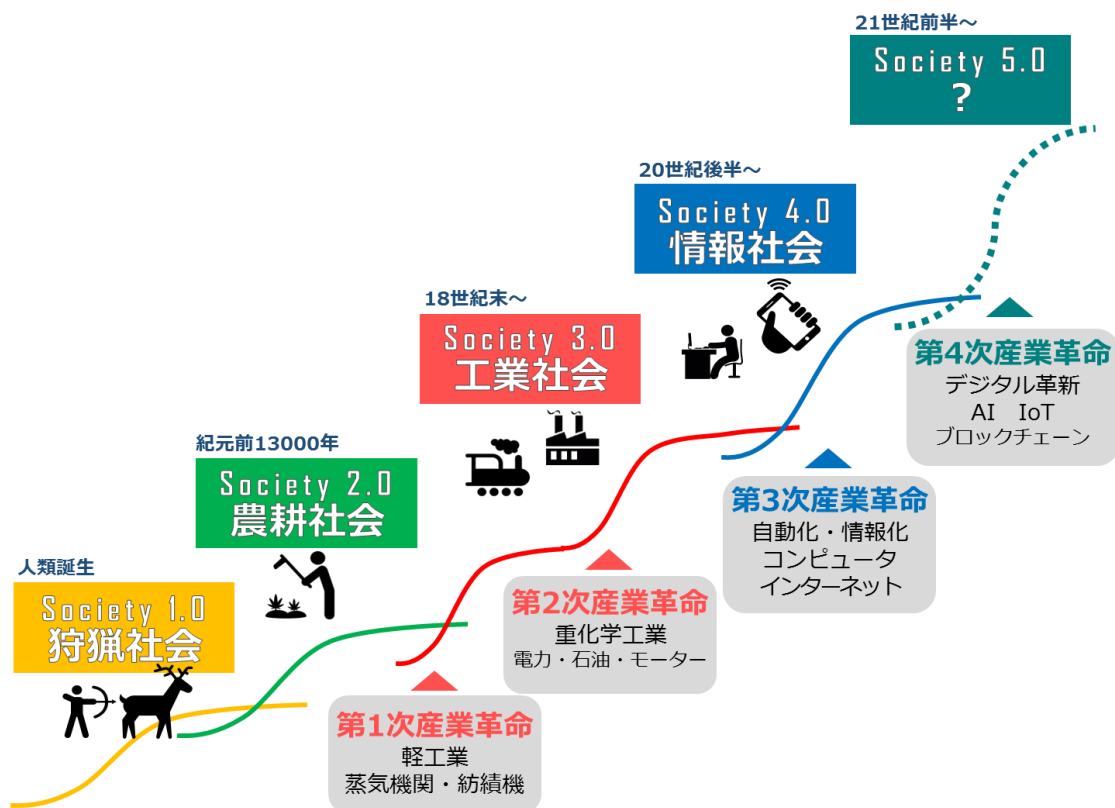 人類誕生
Society 1.0
狩猟社会
紀元前13000年
Society 2.0
農耕社会
18世紀末～
Society 3.0
工業社会
20世紀後半～
Society 4.0
情報社会
21世紀前半～
Society 5.0
?
第1次産業革命
軽工業
蒸気機関・紡績機
第2次産業革命
重化学工業
電力・石油・モーター
第3次産業革命
自動化・情報化
コンピュータ
インターネット
第4次産業革命
デジタル革新
AI IoT
ブロックチェーン